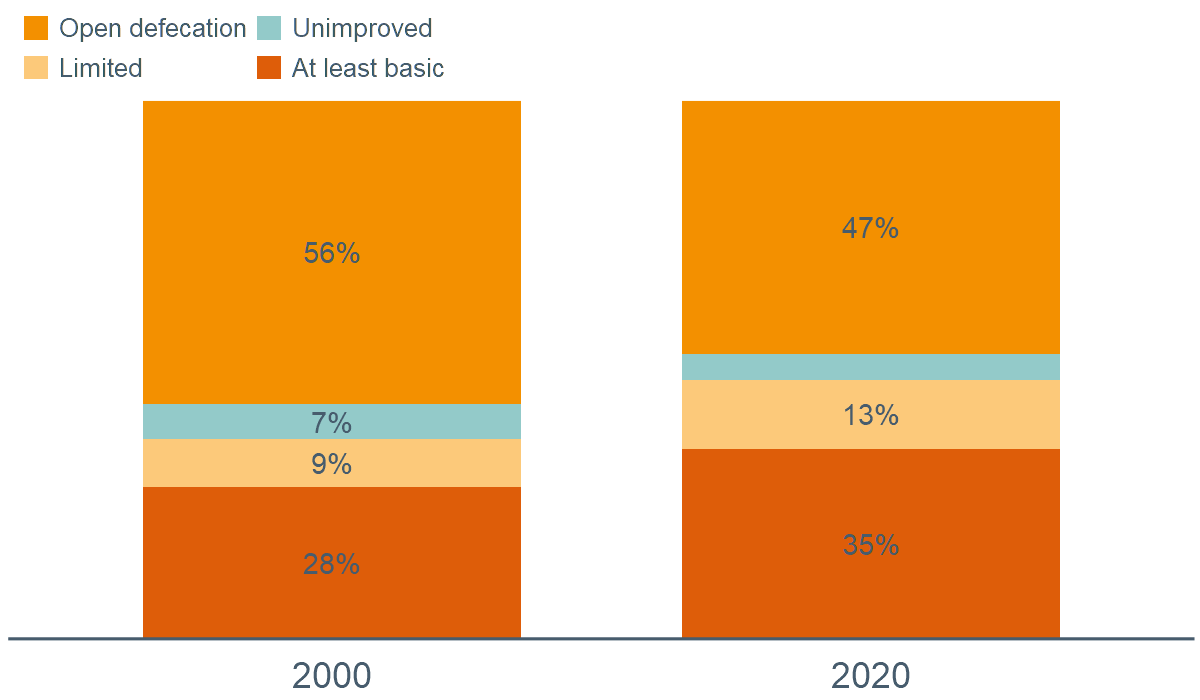 Open defecation Unimproved
Limited At least basic
56% 47%
7% 13%
9%
28% 35%
2000 2020